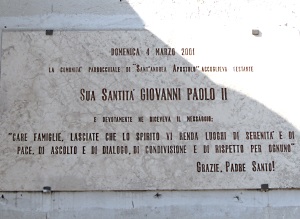 DOMENICA 4 MARZO 2001
LA COMUNITÀ PARROCCHIALE DI "SANT'ANDREA APOSTOLO" ACCOGLIEVA FESTANTE
SUA SANTITÀ GIOVANNI PAOLO II
E DEVOTAMENTE NE RICEVEVA IL MESSAGGIO:
"CARE FAMIGLIE, LASCIATE CHE LO SPIRITO VI RENDA LUOGHI DI SERENITÀ E DI
PACE, DI ASCOLTO E DI DIALOGO, DI CONDIVISIONE E DI RISPETTO PER OGNUNO"
GRAZIE, PADRE SANTO!